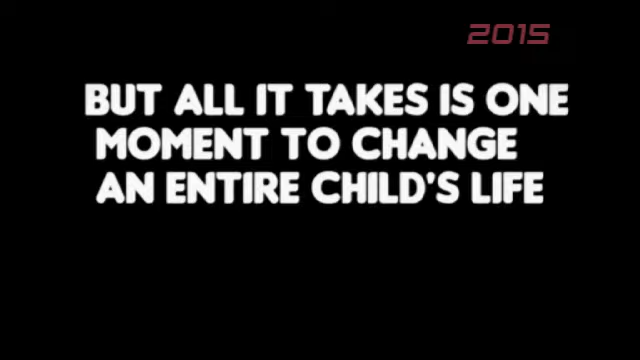 2015
BUT ALL IT TAKES IS ONE
MOMENT TO CHANGE
AN ENTIRE CHILD'S LIFE